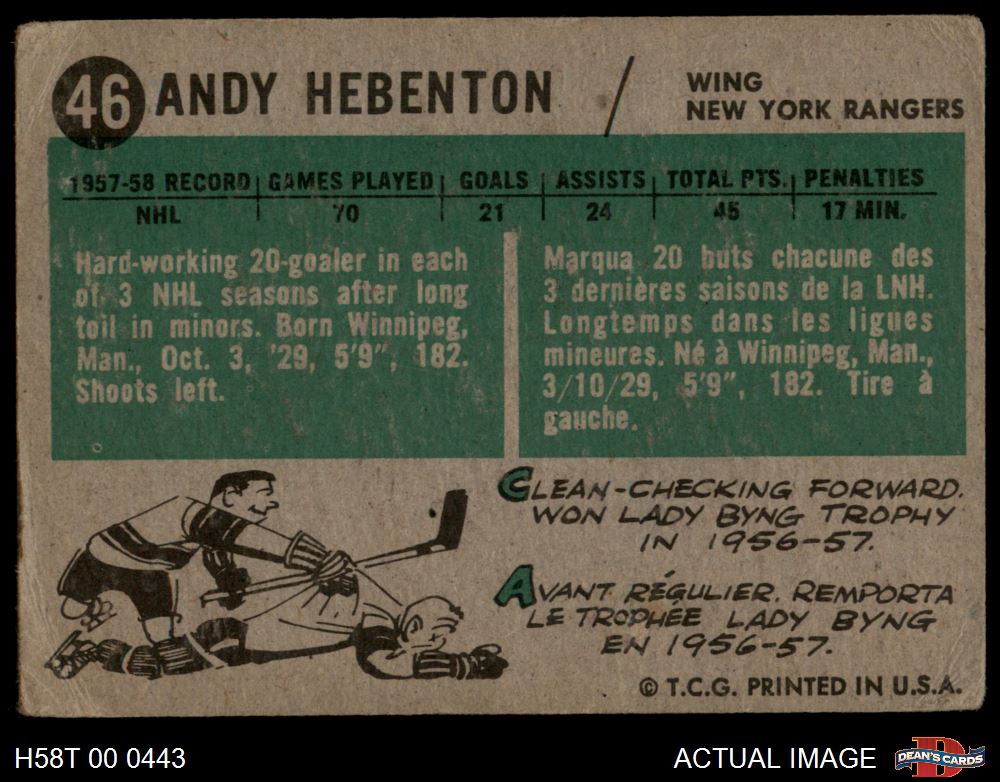 46 ANDY HEBENTON / WING
NEW YORK RANGERS
1957-58 RECORD | GAMES PLAYED | GOALS | ASSISTS | TOTAL PTS. | PENALTIES
NHL | 70 | 21 | 24 | 45 | 17 MIN.
Hard-working 20-goaler in each
of 3 NHL seasons after long
toil in minors. Born Winnipeg,
Man., Oct. 3, '29, 5'9", 182.
Shoots left.
Marqua 20 buts chacune des
3 dernières saisons de la LNH.
Longtemps dans les ligues
mineures. Né à Winnipeg, Man.,
3/10/29, 5'9", 182. Tire à
gauche.
CLEAN-CHECKING FORWARD.
WON LADY BYNG TROPHY
IN 1956-57.
AVANT RÉGULIER. REMPORTA
LE TROPHÉE LADY BYNG
EN 1956-57.
© T.C.G. PRINTED IN U.S.A.
H58T 00 0443
ACTUAL IMAGE
D
DEAN'S CARDS